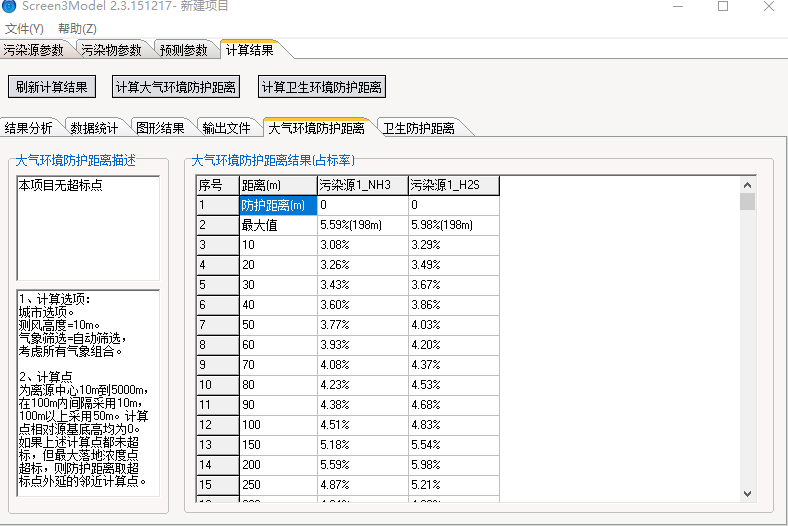 Screen3Model 2.3.151217- 新建项目
文件(Y) 帮助(Z)
污染源参数 污染物参数 预测参数 计算结果
刷新计算结果 计算大气环境防护距离 计算卫生环境防护距离
结果分析 数据统计 图形结果 输出文件 大气环境防护距离 卫生防护距离
大气环境防护距离描述
本项目无超标点
1、计算选项：
城市选项。
测风高度=10m。
气象筛选=自动筛选，
考虑所有气象组合。
2、计算点
为离源中心10m到5000m，
在100m内间隔采用10m，
100m以上采用50m。计算
点相对源基底高均为0。
如果上述计算点都未超
标，但最大落地浓度点
超标，则防护距离取超
标点外延的邻近计算点。
大气环境防护距离结果(占标率)
序号 距离(m) 污染源1_NH3 污染源1_H2S
1 防护距离(m) 0 0
2 最大值 5.59%(198m) 5.98%(198m)
3 10 3.08% 3.29%
4 20 3.26% 3.49%
5 30 3.43% 3.67%
6 40 3.60% 3.86%
7 50 3.77% 4.03%
8 60 3.93% 4.20%
9 70 4.08% 4.37%
10 80 4.23% 4.53%
11 90 4.38% 4.68%
12 100 4.51% 4.83%
13 150 5.18% 5.54%
14 200 5.59% 5.98%
15 250 4.87% 5.21%